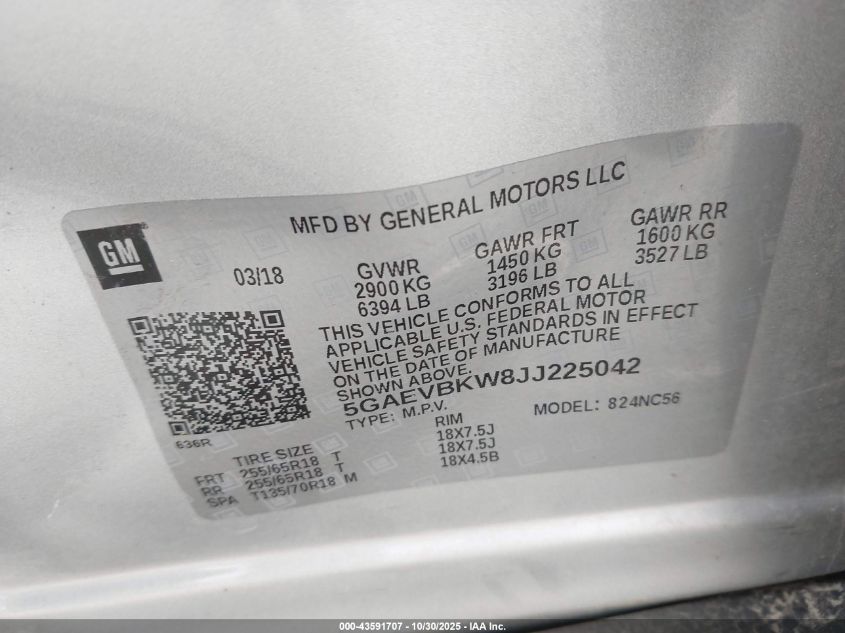 MFD BY GENERAL MOTORS LLC
GM
03/18
GVWR
2900 KG
6394 LB
GAWR FRT
1450 KG
3196 LB
GAWR RR
1600 KG
3527 LB
THIS VEHICLE CONFORMS TO ALL
APPLICABLE U.S. FEDERAL MOTOR
VEHICLE SAFETY STANDARDS IN EFFECT
ON THE DATE OF MANUFACTURE
SHOWN ABOVE.
5GAEVBKW8JJ225042
TYPE: M.P.V.
MODEL: 824NC56
636R
TIRE SIZE
RIM
FRT 255/65R18 T 18X7.5J
RR 255/65R18 T 18X7.5J
SPA T135/70R18 M 18X4.5B
000-43591707 - 10/30/2025 - IAA Inc.